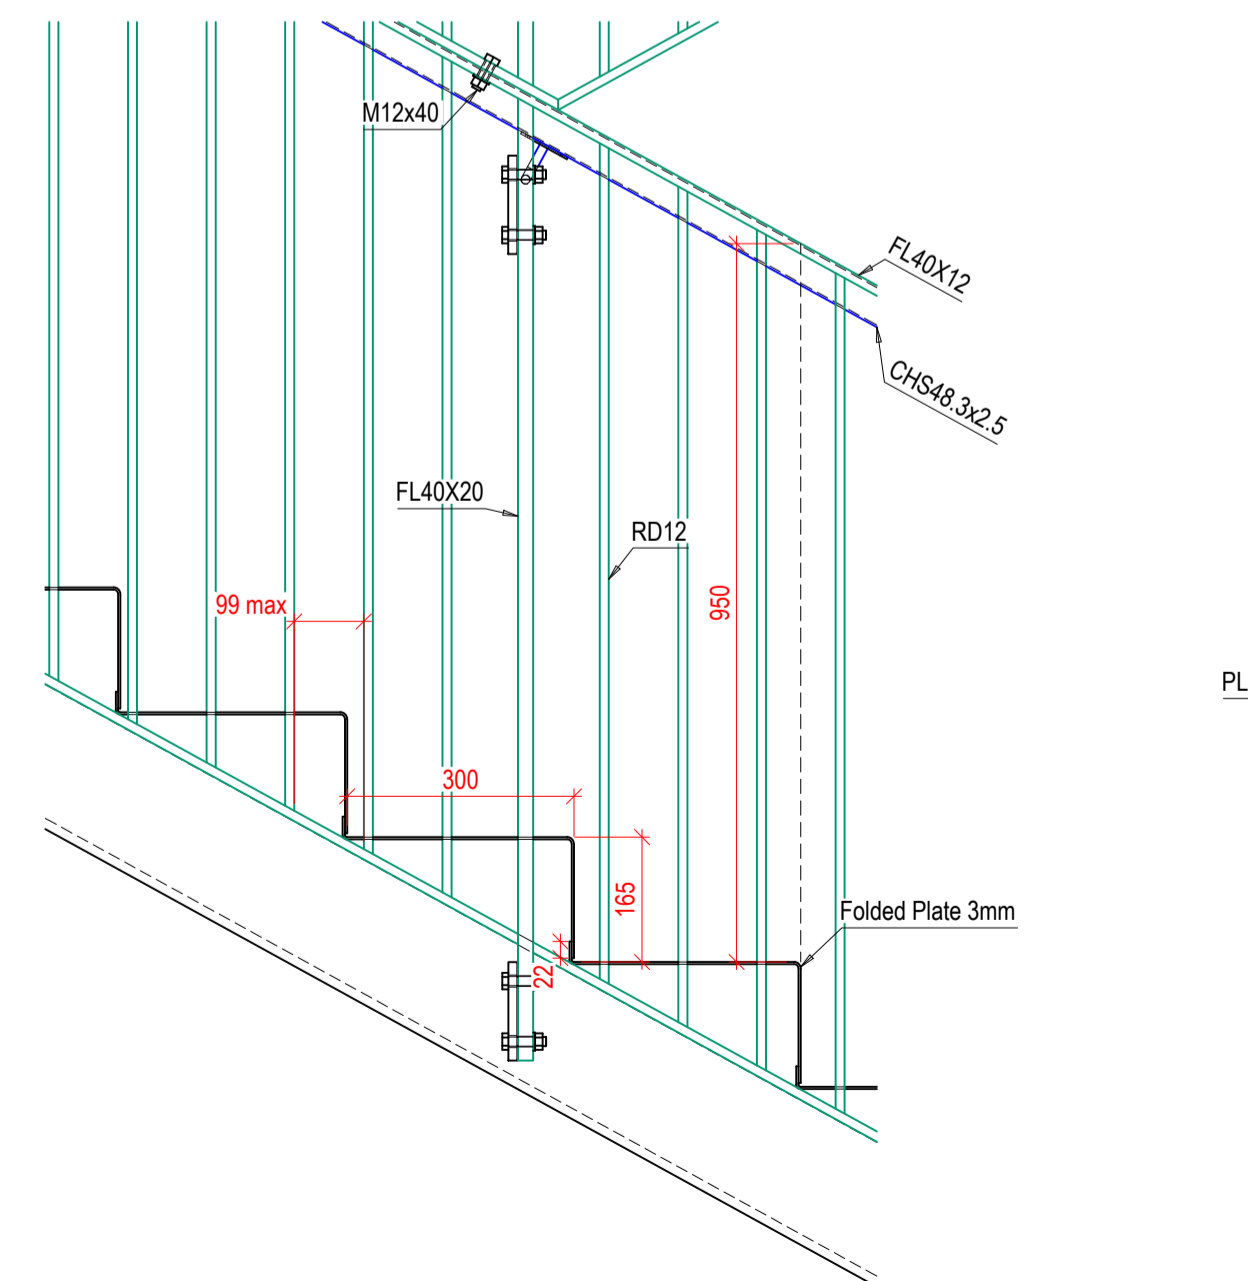 M12x40
FL40X12
CHS48.3x2.5
FL40X20
RD12
99 max
950
PL
300
165
Folded Plate 3mm
22